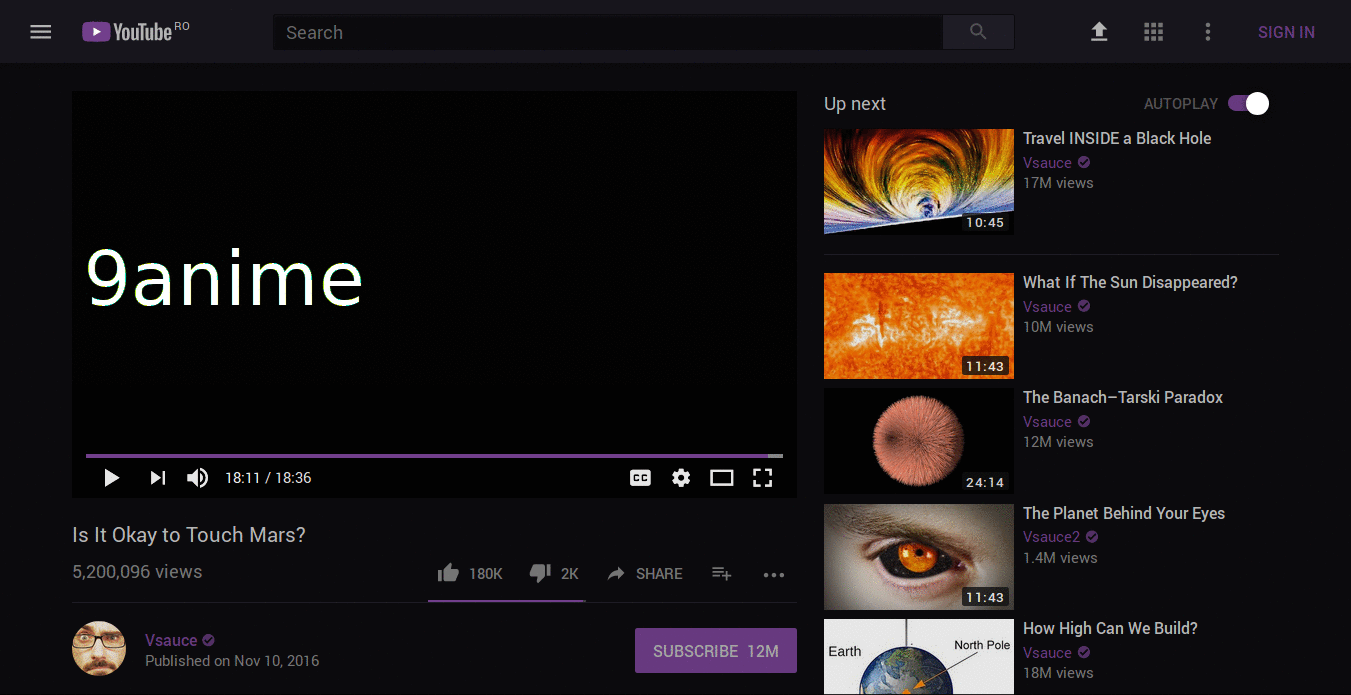 YouTube RO
Search
SIGN IN
9anime
18:11 / 18:36
CC
Is It Okay to Touch Mars?
5,200,096 views
180K
2K
SHARE
Vsauce
Published on Nov 10, 2016
SUBSCRIBE 12M
Up next
AUTOPLAY
10:45
Travel INSIDE a Black Hole
Vsauce
17M views
11:43
What If The Sun Disappeared?
Vsauce
10M views
24:14
The Banach–Tarski Paradox
Vsauce
12M views
11:43
The Planet Behind Your Eyes
Vsauce2
1.4M views
Earth
North Pole
How High Can We Build?
Vsauce
18M views